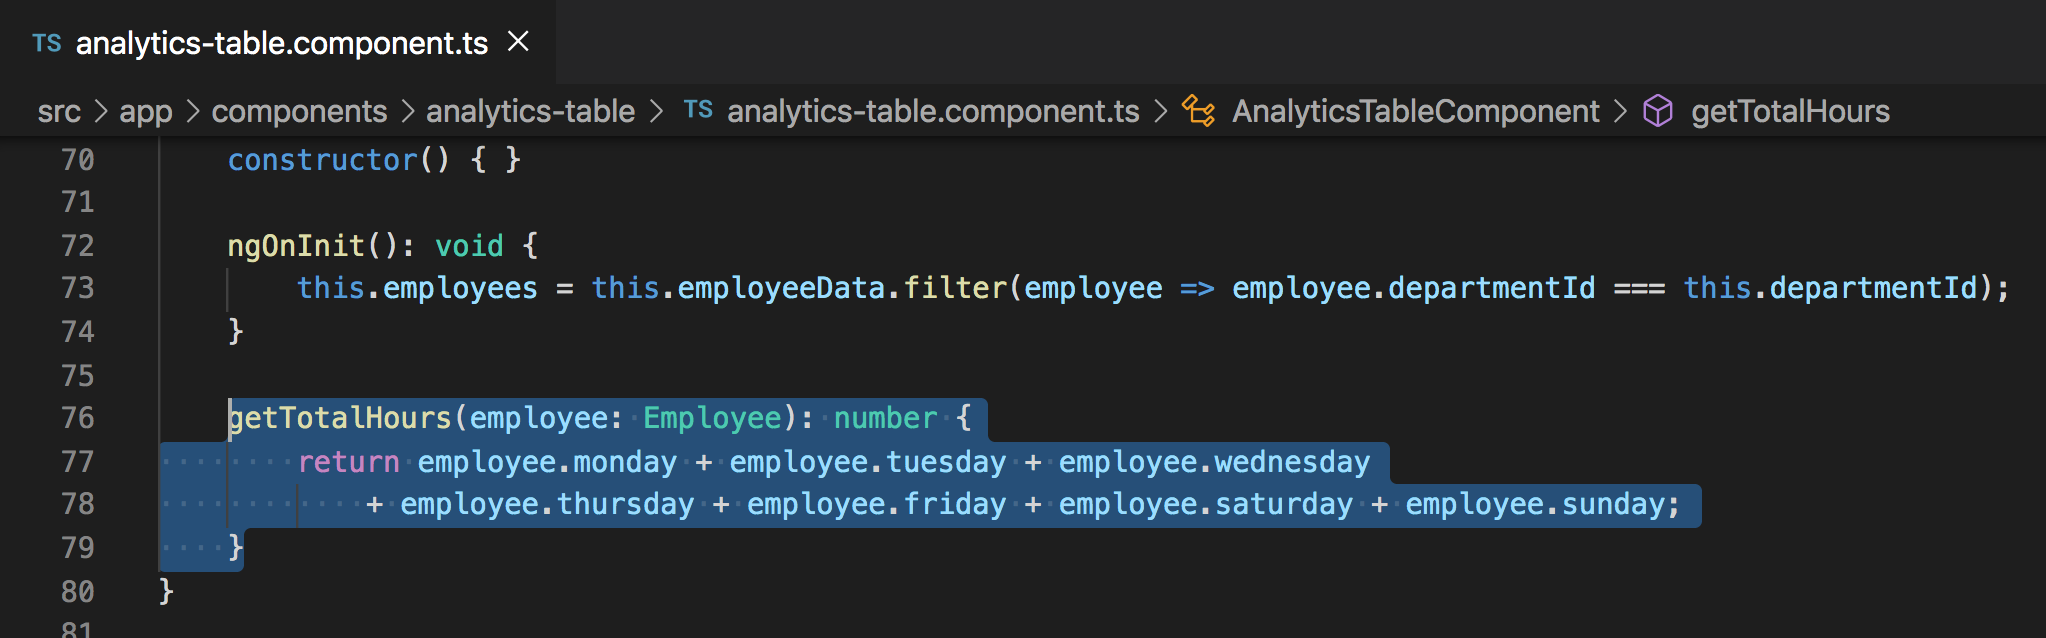 TS analytics-table.component.ts ×
src > app > components > analytics-table > TS analytics-table.component.ts > AnalyticsTableComponent > getTotalHours
70 constructor() { }
71
72 ngOnInit(): void {
73 this.employees = this.employeeData.filter(employee => employee.departmentId === this.departmentId);
74 }
75
76 getTotalHours(employee: Employee): number {
77 return employee.monday + employee.tuesday + employee.wednesday
78 + employee.thursday + employee.friday + employee.saturday + employee.sunday;
79 }
80 }
81